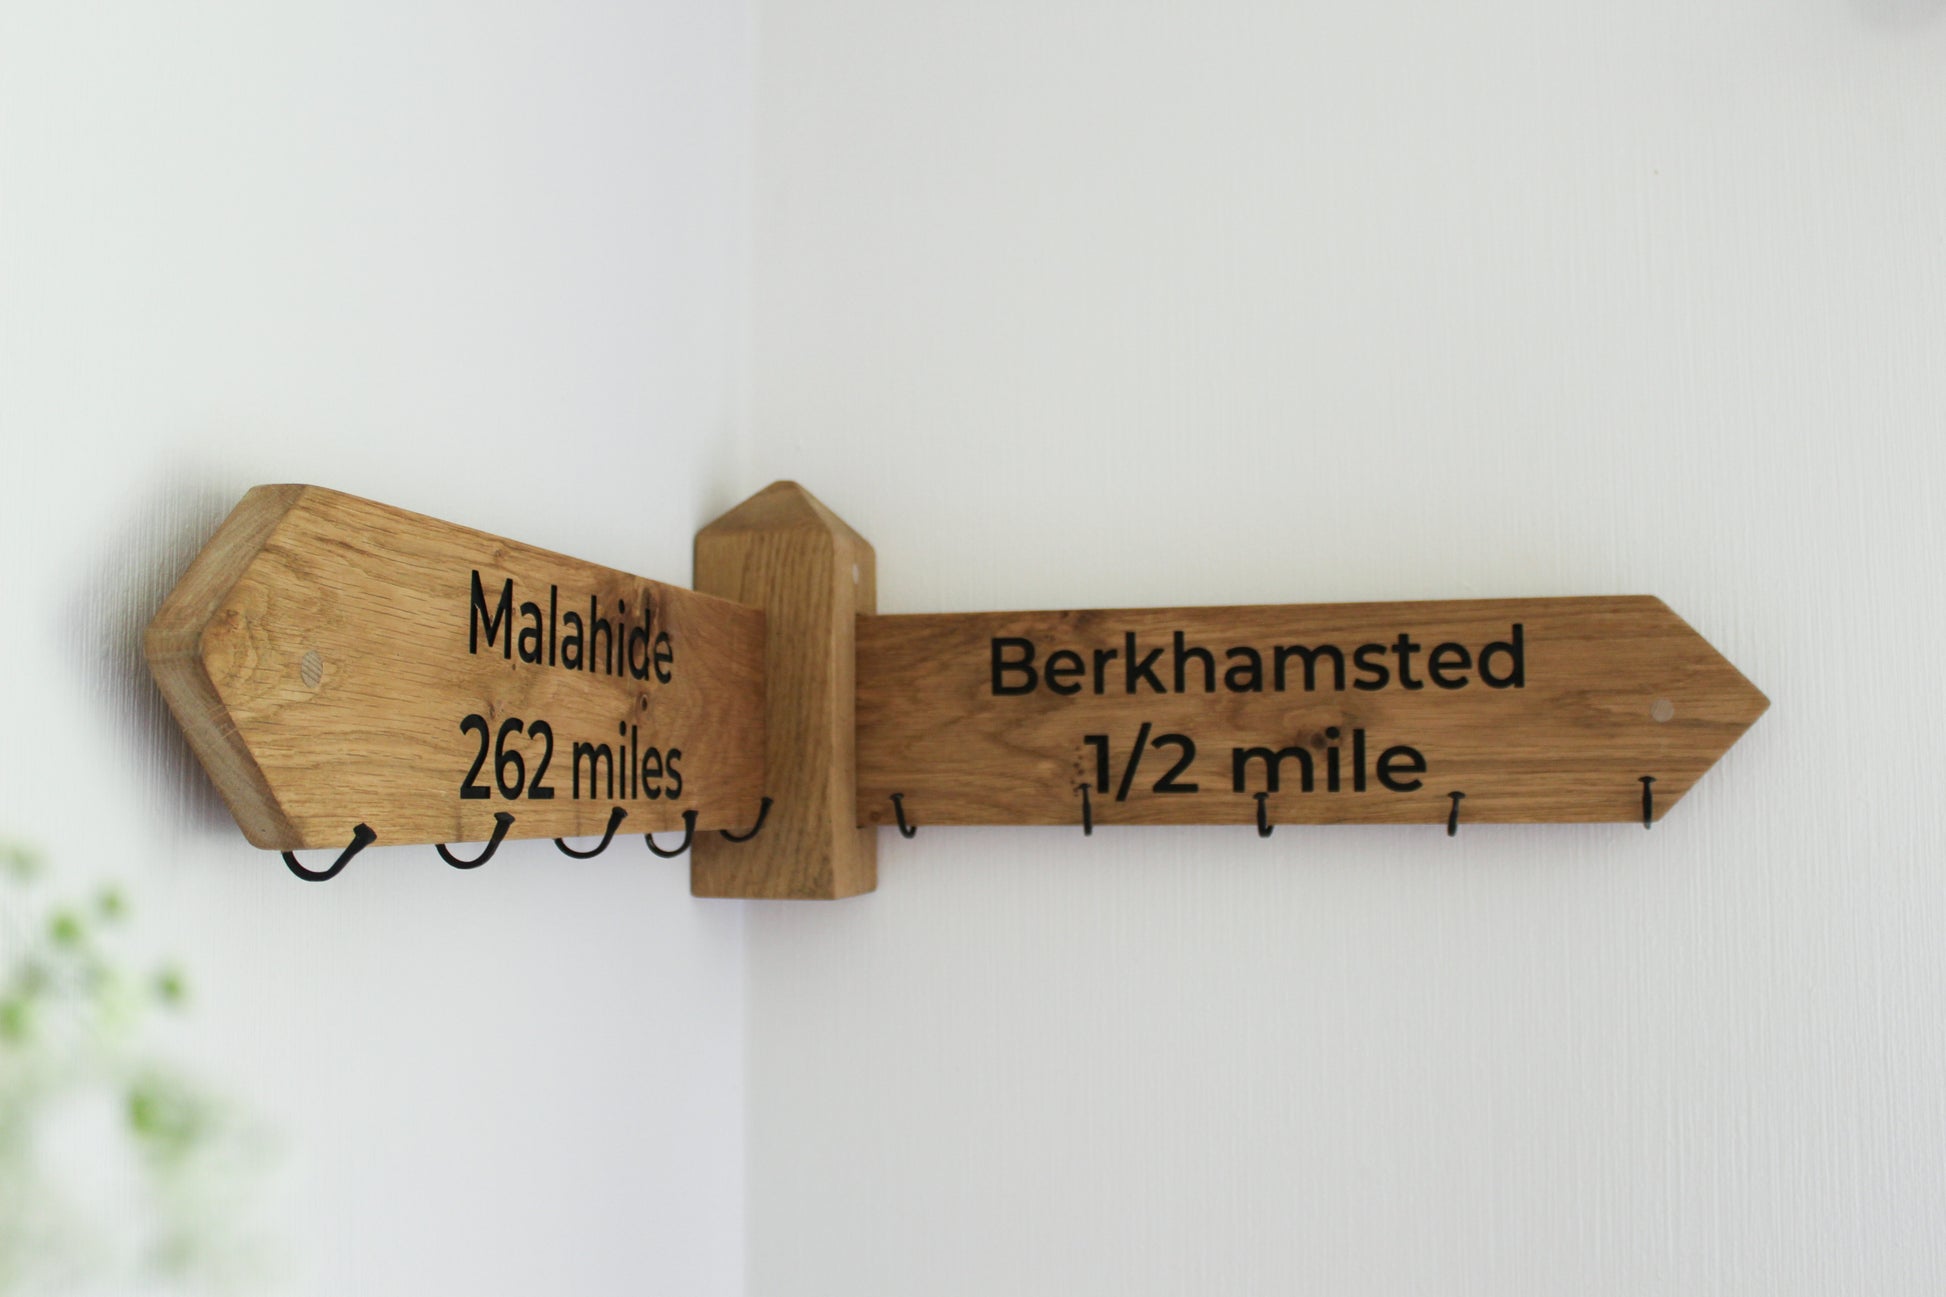 Malahide
262 miles
Berkhamsted
1/2 mile